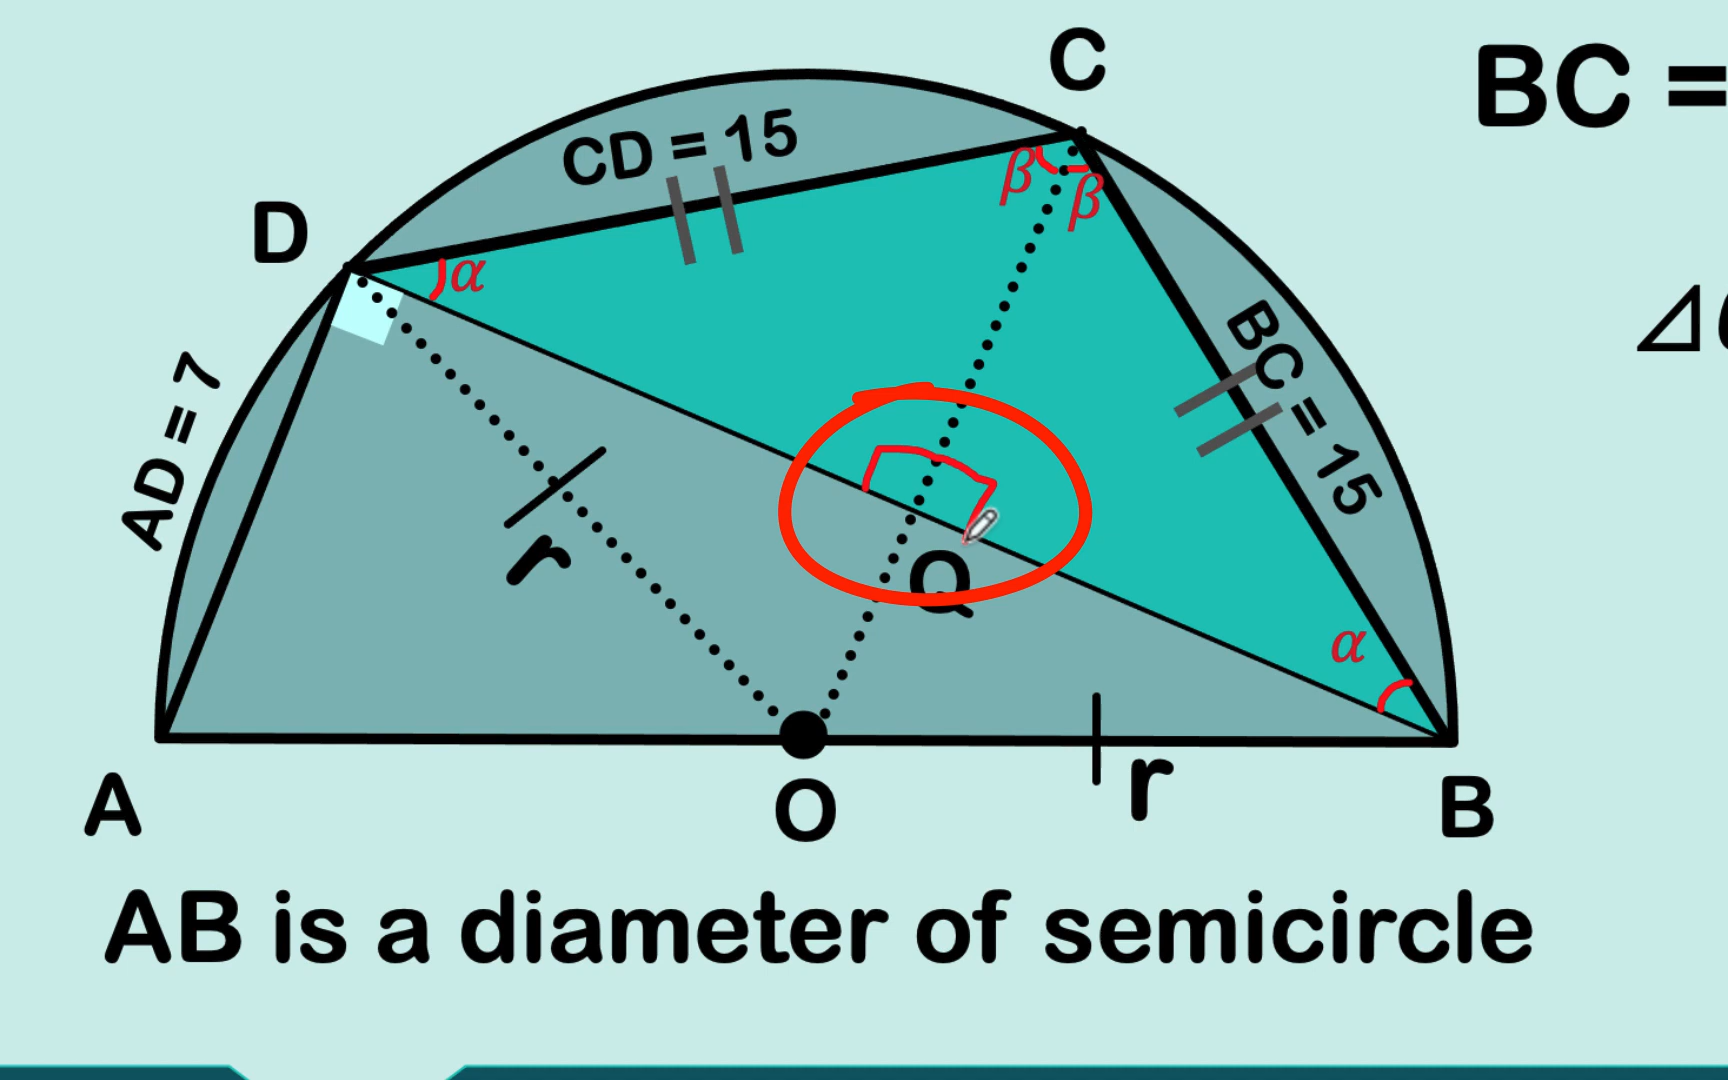 C
BC =
CD = 15
β
β
D
α
⊿
BC = 15
AD = 7
r
Q
α
r
A
O
B
AB is a diameter of semicircle